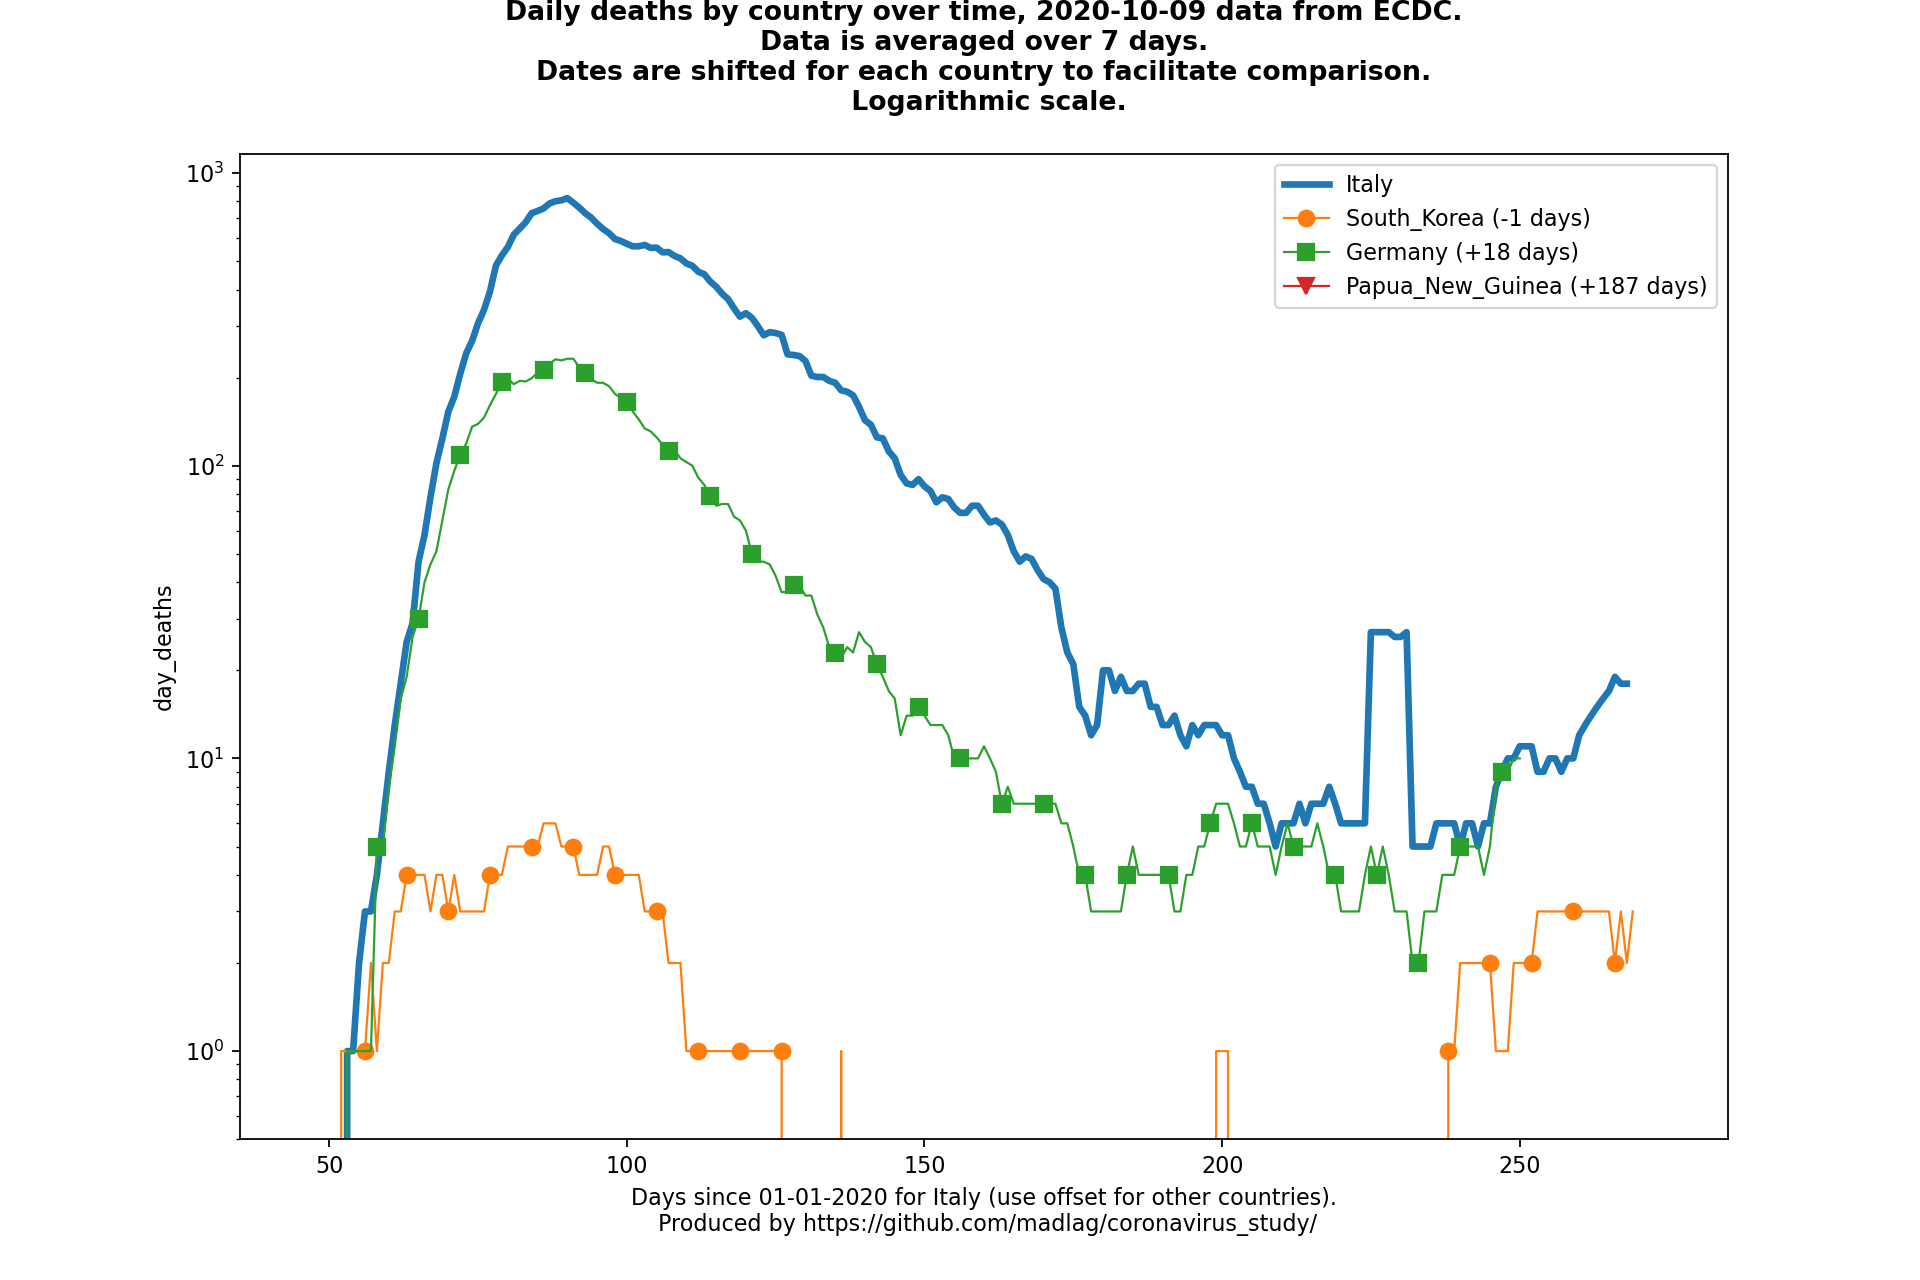 Daily deaths by country over time, 2020-10-09 data from ECDC.
Data is averaged over 7 days.
Dates are shifted for each country to facilitate comparison.
Logarithmic scale.
10³
10²
10¹
10⁰
day_deaths
Italy
South_Korea (-1 days)
Germany (+18 days)
Papua_New_Guinea (+187 days)
50 100 150 200 250
Days since 01-01-2020 for Italy (use offset for other countries).
Produced by https://github.com/madlag/coronavirus_study/